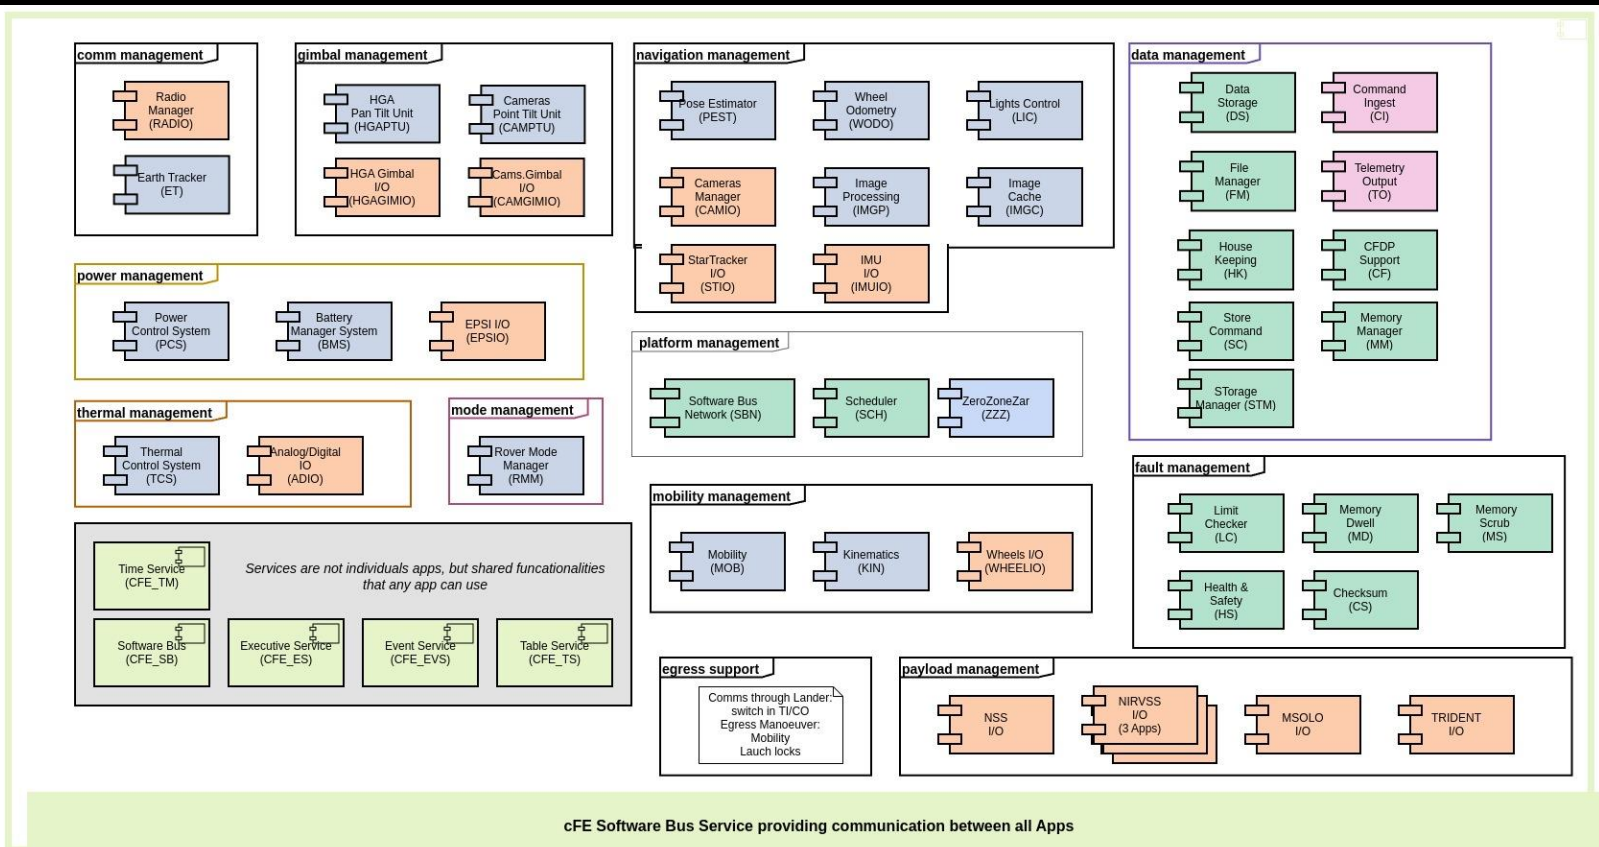 comm management
Radio
Manager
(RADIO)
Earth Tracker
(ET)
gimbal management
HGA
Pan Tilt Unit
(HGAPTU)
Cameras
Point Tilt Unit
(CAMPTU)
HGA Gimbal
I/O
(HGAGIMIO)
Cams.Gimbal
I/O
(CAMGIMIO)
navigation management
Pose Estimator
(PEST)
Wheel
Odometry
(WODO)
Lights Control
(LIC)
Cameras
Manager
(CAMIO)
Image
Processing
(IMGP)
Image
Cache
(IMGC)
StarTracker
I/O
(STIO)
IMU
I/O
(IMUIO)
data management
Data
Storage
(DS)
Command
Ingest
(CI)
File
Manager
(FM)
Telemetry
Output
(TO)
House
Keeping
(HK)
CFDP
Support
(CF)
Store
Command
(SC)
Memory
Manager
(MM)
STorage
Manager (STM)
power management
Power
Control System
(PCS)
Battery
Manager System
(BMS)
EPSI I/O
(EPSIO)
platform management
Software Bus
Network (SBN)
Scheduler
(SCH)
ZeroZoneZar
(ZZZ)
thermal management
Thermal
Control System
(TCS)
Analog/Digital
IO
(ADIO)
mode management
Rover Mode
Manager
(RMM)
fault management
Limit
Checker
(LC)
Memory
Dwell
(MD)
Memory
Scrub
(MS)
Health &
Safety
(HS)
Checksum
(CS)
mobility management
Mobility
(MOB)
Kinematics
(KIN)
Wheels I/O
(WHEELIO)
Time Service
(CFE_TM)
Services are not individuals apps, but shared funcationalities
that any app can use
Software Bus
(CFE_SB)
Executive Service
(CFE_ES)
Event Service
(CFE_EVS)
Table Service
(CFE_TS)
egress support
Comms through Lander:
switch in TI/CO
Egress Manoeuver:
Mobility
Lauch locks
payload management
NSS
I/O
NIRVSS
I/O
(3 Apps)
MSOLO
I/O
TRIDENT
I/O
cFE Software Bus Service providing communication between all Apps